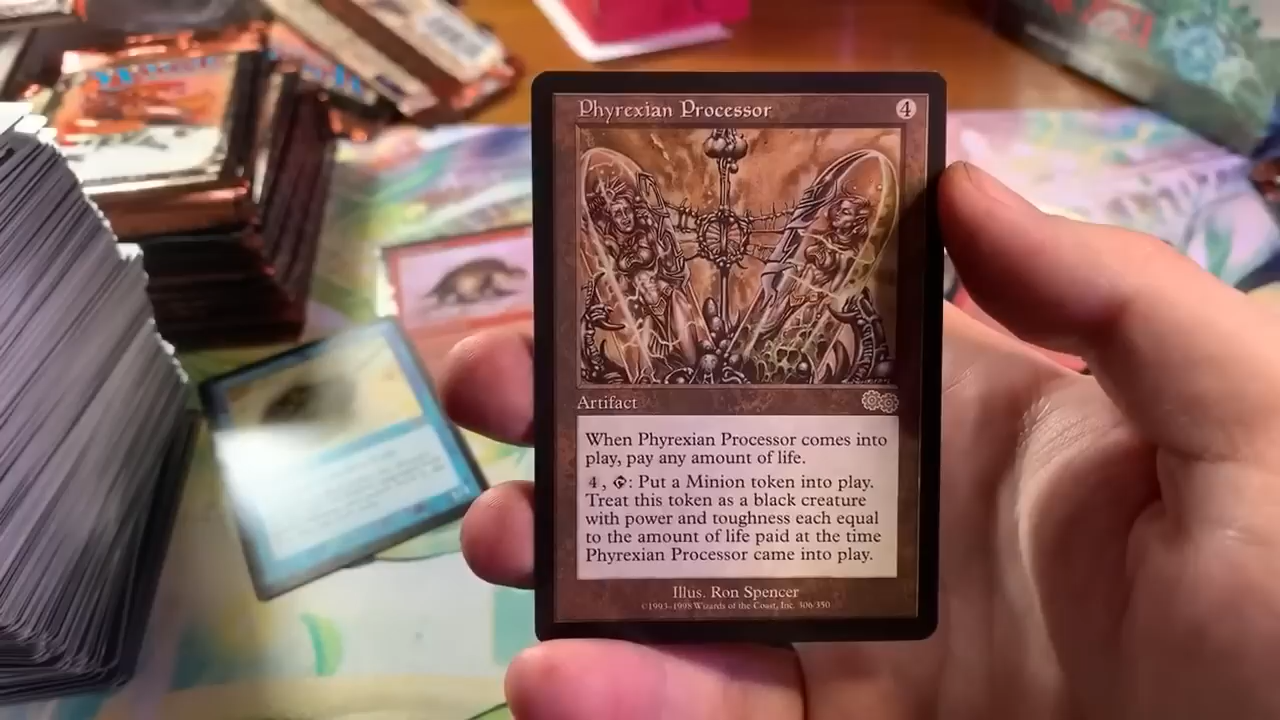 Phyrexian Processor 4
Artifact
When Phyrexian Processor comes into
play, pay any amount of life.
4, : Put a Minion token into play.
Treat this token as a black creature
with power and toughness each equal
to the amount of life paid at the time
Phyrexian Processor came into play.
Illus. Ron Spencer
©1993-1998 Wizards of the Coast, Inc. 306/350